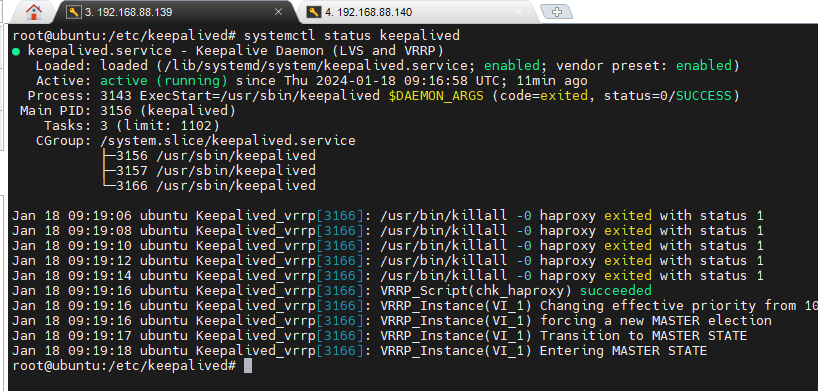 3. 192.168.88.139
4. 192.168.88.140
root@ubuntu:/etc/keepalived# systemctl status keepalived
● keepalived.service - Keepalive Daemon (LVS and VRRP)
Loaded: loaded (/lib/systemd/system/keepalived.service; enabled; vendor preset: enabled)
Active: active (running) since Thu 2024-01-18 09:16:58 UTC; 11min ago
Process: 3143 ExecStart=/usr/sbin/keepalived $DAEMON_ARGS (code=exited, status=0/SUCCESS)
Main PID: 3156 (keepalived)
Tasks: 3 (limit: 1102)
CGroup: /system.slice/keepalived.service
├─3156 /usr/sbin/keepalived
├─3157 /usr/sbin/keepalived
└─3166 /usr/sbin/keepalived
Jan 18 09:19:06 ubuntu Keepalived_vrrp[3166]: /usr/bin/killall -0 haproxy exited with status 1
Jan 18 09:19:08 ubuntu Keepalived_vrrp[3166]: /usr/bin/killall -0 haproxy exited with status 1
Jan 18 09:19:10 ubuntu Keepalived_vrrp[3166]: /usr/bin/killall -0 haproxy exited with status 1
Jan 18 09:19:12 ubuntu Keepalived_vrrp[3166]: /usr/bin/killall -0 haproxy exited with status 1
Jan 18 09:19:14 ubuntu Keepalived_vrrp[3166]: /usr/bin/killall -0 haproxy exited with status 1
Jan 18 09:19:16 ubuntu Keepalived_vrrp[3166]: VRRP_Script(chk_haproxy) succeeded
Jan 18 09:19:16 ubuntu Keepalived_vrrp[3166]: VRRP_Instance(VI_1) Changing effective priority from 10
Jan 18 09:19:16 ubuntu Keepalived_vrrp[3166]: VRRP_Instance(VI_1) forcing a new MASTER election
Jan 18 09:19:17 ubuntu Keepalived_vrrp[3166]: VRRP_Instance(VI_1) Transition to MASTER STATE
Jan 18 09:19:18 ubuntu Keepalived_vrrp[3166]: VRRP_Instance(VI_1) Entering MASTER STATE
root@ubuntu:/etc/keepalived#